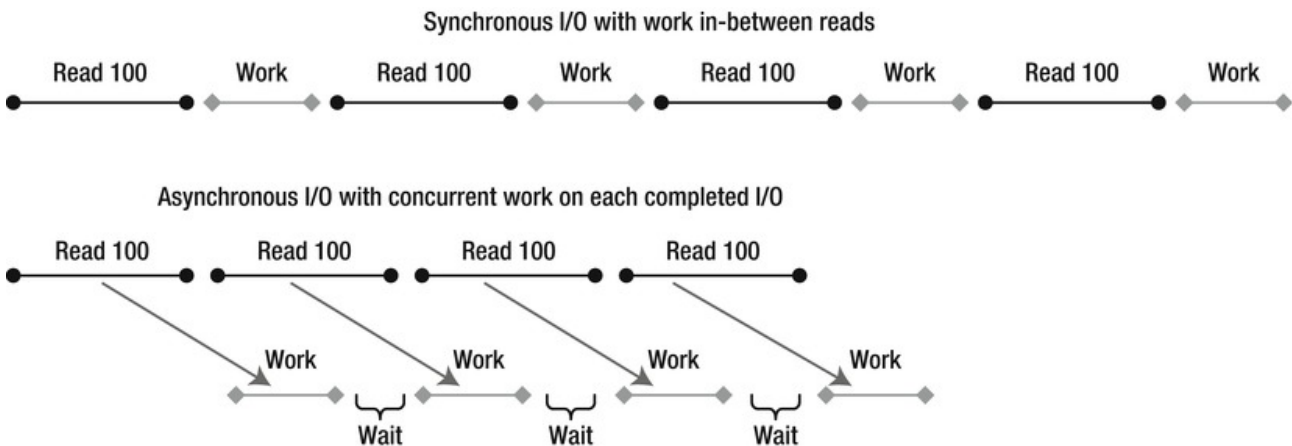 Synchronous I/O with work in-between reads
Read 100 Work Read 100 Work Read 100 Work Read 100 Work
Asynchronous I/O with concurrent work on each completed I/O
Read 100 Read 100 Read 100 Read 100
Work Work Work Work
Wait Wait Wait